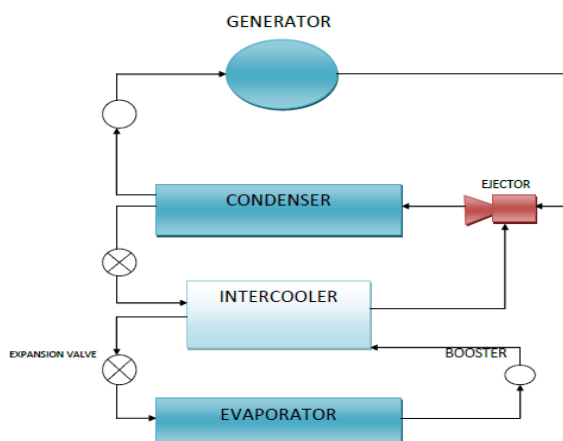 GENERATOR
EJECTOR
CONDENSER
INTERCOOLER
EXPANSION VALVE
BOOSTER
EVAPORATOR